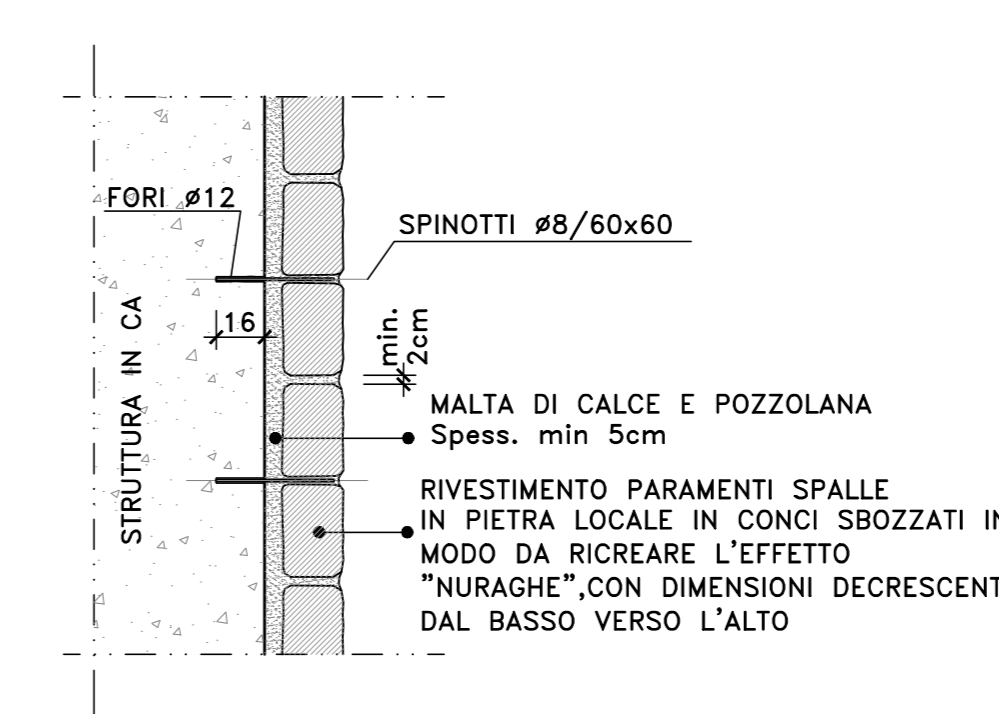 FORI ø12
SPINOTTI ø8/60x60
STRUTTURA IN CA
16
min.
2cm
MALTA DI CALCE E POZZOLANA
Spess. min 5cm
RIVESTIMENTO PARAMENTI SPALLE
IN PIETRA LOCALE IN CONCI SBOZZATI IN
MODO DA RICREARE L'EFFETTO
"NURAGHE",CON DIMENSIONI DECRESCENT
DAL BASSO VERSO L'ALTO